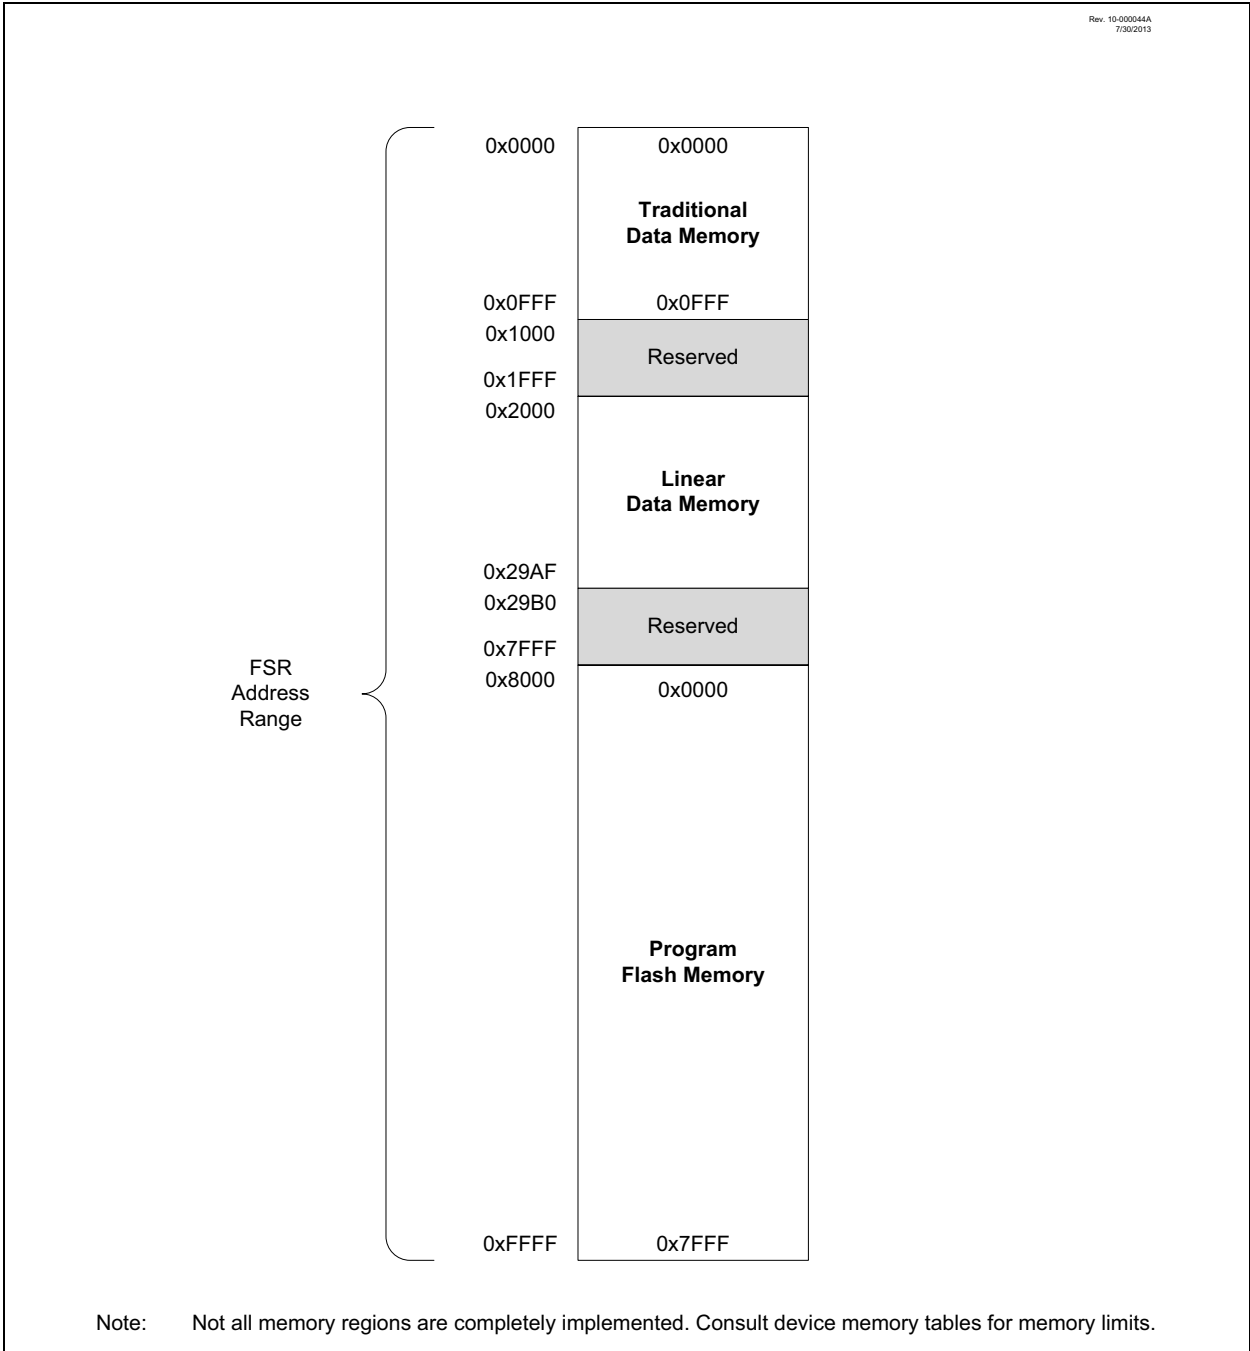 Rev. 10-000044A
7/30/2013
0x0000 0x0000
Traditional
Data Memory
0x0FFF 0x0FFF
0x1000
Reserved
0x1FFF
0x2000
Linear
Data Memory
0x29AF
0x29B0
Reserved
0x7FFF
FSR
Address
Range
0x8000 0x0000
Program
Flash Memory
0xFFFF 0x7FFF
Note: Not all memory regions are completely implemented. Consult device memory tables for memory limits.